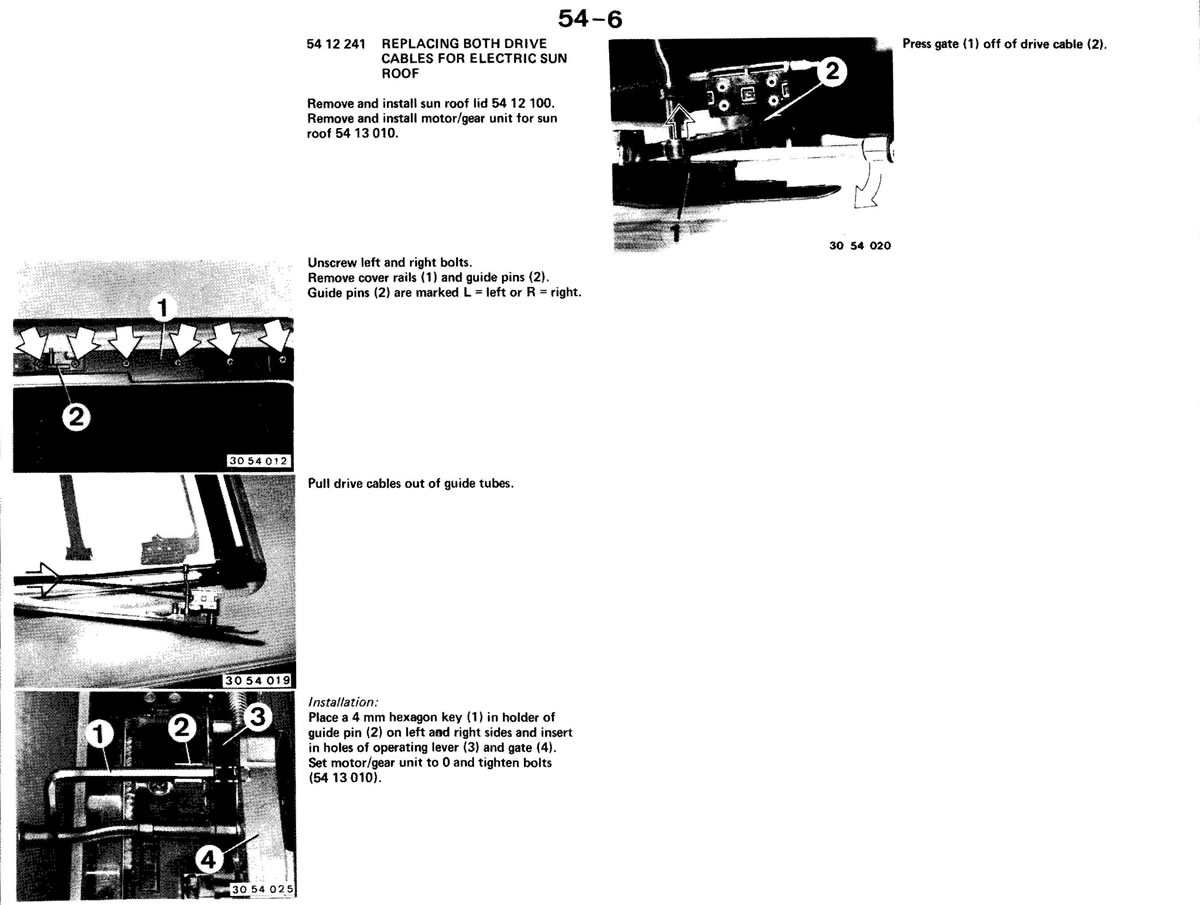 54-6
54 12 241 REPLACING BOTH DRIVE
CABLES FOR ELECTRIC SUN
ROOF
Remove and install sun roof lid 54 12 100.
Remove and install motor/gear unit for sun
roof 54 13 010.
Unscrew left and right bolts.
Remove cover rails (1) and guide pins (2).
Guide pins (2) are marked L = left or R = right.
1
2
30 54 012
Pull drive cables out of guide tubes.
30 54 019
Installation:
Place a 4 mm hexagon key (1) in holder of
guide pin (2) on left and right sides and insert
in holes of operating lever (3) and gate (4).
Set motor/gear unit to 0 and tighten bolts
(54 13 010).
1
2
3
4
30 54 025
2
1
30 54 020
Press gate (1) off of drive cable (2).